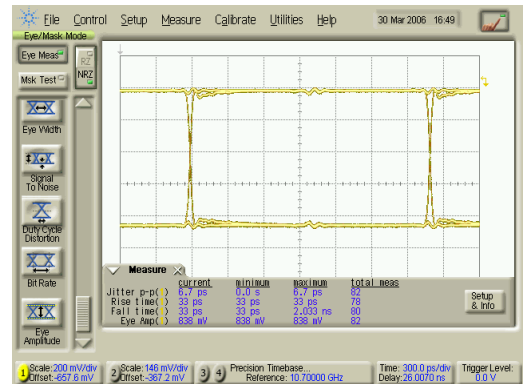 File Control Setup Measure Calibrate Utilities Help 30 Mar 2006 16:49
Eye/Mask Mode
Eye Meas
RZ
NRZ
Msk Test
Eye Width
Signal To Noise
Duty Cycle Distortion
Bit Rate
Eye Amplitude
Measure
current minimum maximum total meas
Jitter p-p( ) 6.7 ps 0.0 s 6.7 ps 82
Rise time( ) 33 ps 33 ps 33 ps 78
Fall time( ) 33 ps 33 ps 2.033 ns 80
Eye Amp( ) 838 mV 838 mV 838 mV 82
Setup & Info
1 Scale:200 mV/div Offset:-657.6 mV
2 Scale:146 mV/div Offset:-367.2 mV
3 4 Precision Timebase... Reference: 10.70000 GHz
Time: 300.0 ps/div Delay:26.0070 ns
Trigger Level: 0.0 V